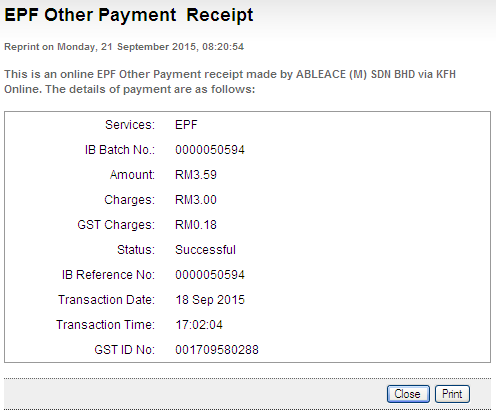 EPF Other Payment Receipt
Reprint on Monday, 21 September 2015, 08:20:54
This is an online EPF Other Payment receipt made by ABLEACE (M) SDN BHD via KFH
Online. The details of payment are as follows:
Services: EPF
IB Batch No.: 0000050594
Amount: RM3.59
Charges: RM3.00
GST Charges: RM0.18
Status: Successful
IB Reference No: 0000050594
Transaction Date: 18 Sep 2015
Transaction Time: 17:02:04
GST ID No: 001709580288
Close Print